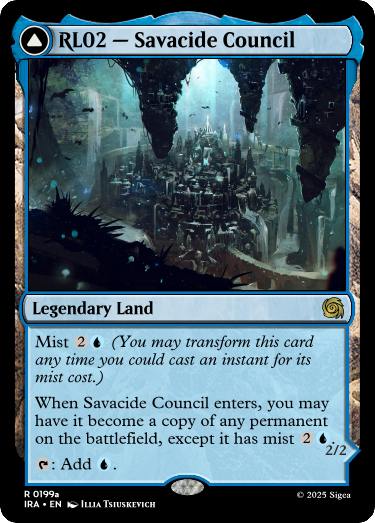 RL02 — Savacide Council
Legendary Land
Mist 2 (You may transform this card
any time you could cast an instant for its
mist cost.)
When Savacide Council enters, you may
have it become a copy of any permanent
on the battlefield, except it has mist 2.
2/2
: Add .
R 0199a
IRA • EN Illia Tsiuskevich
© 2025 Sigea